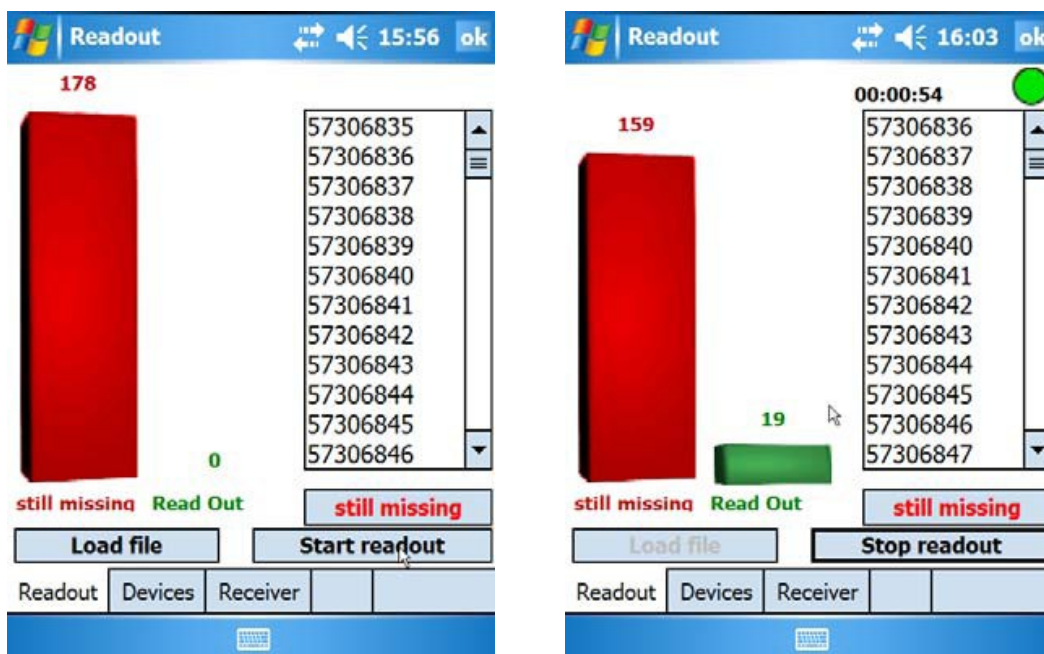 Readout 15:56 ok
178
57306835
57306836
57306837
57306838
57306839
57306840
57306841
57306842
57306843
57306844
57306845
57306846
0
still missing Read Out
still missing
Load file Start readout
Readout Devices Receiver
Readout 16:03 ok
00:00:54
159
57306836
57306837
57306838
57306839
57306840
57306841
57306842
57306843
57306844
57306845
57306846
57306847
19
still missing Read Out
still missing
Load file Stop readout
Readout Devices Receiver